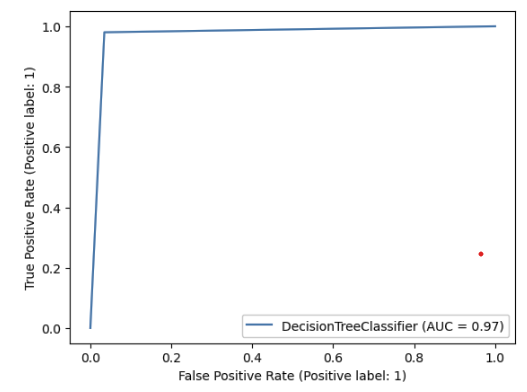 1.0
0.8
0.6
0.4
0.2
0.0
True Positive Rate (Positive label: 1)
DecisionTreeClassifier (AUC = 0.97)
0.0 0.2 0.4 0.6 0.8 1.0
False Positive Rate (Positive label: 1)